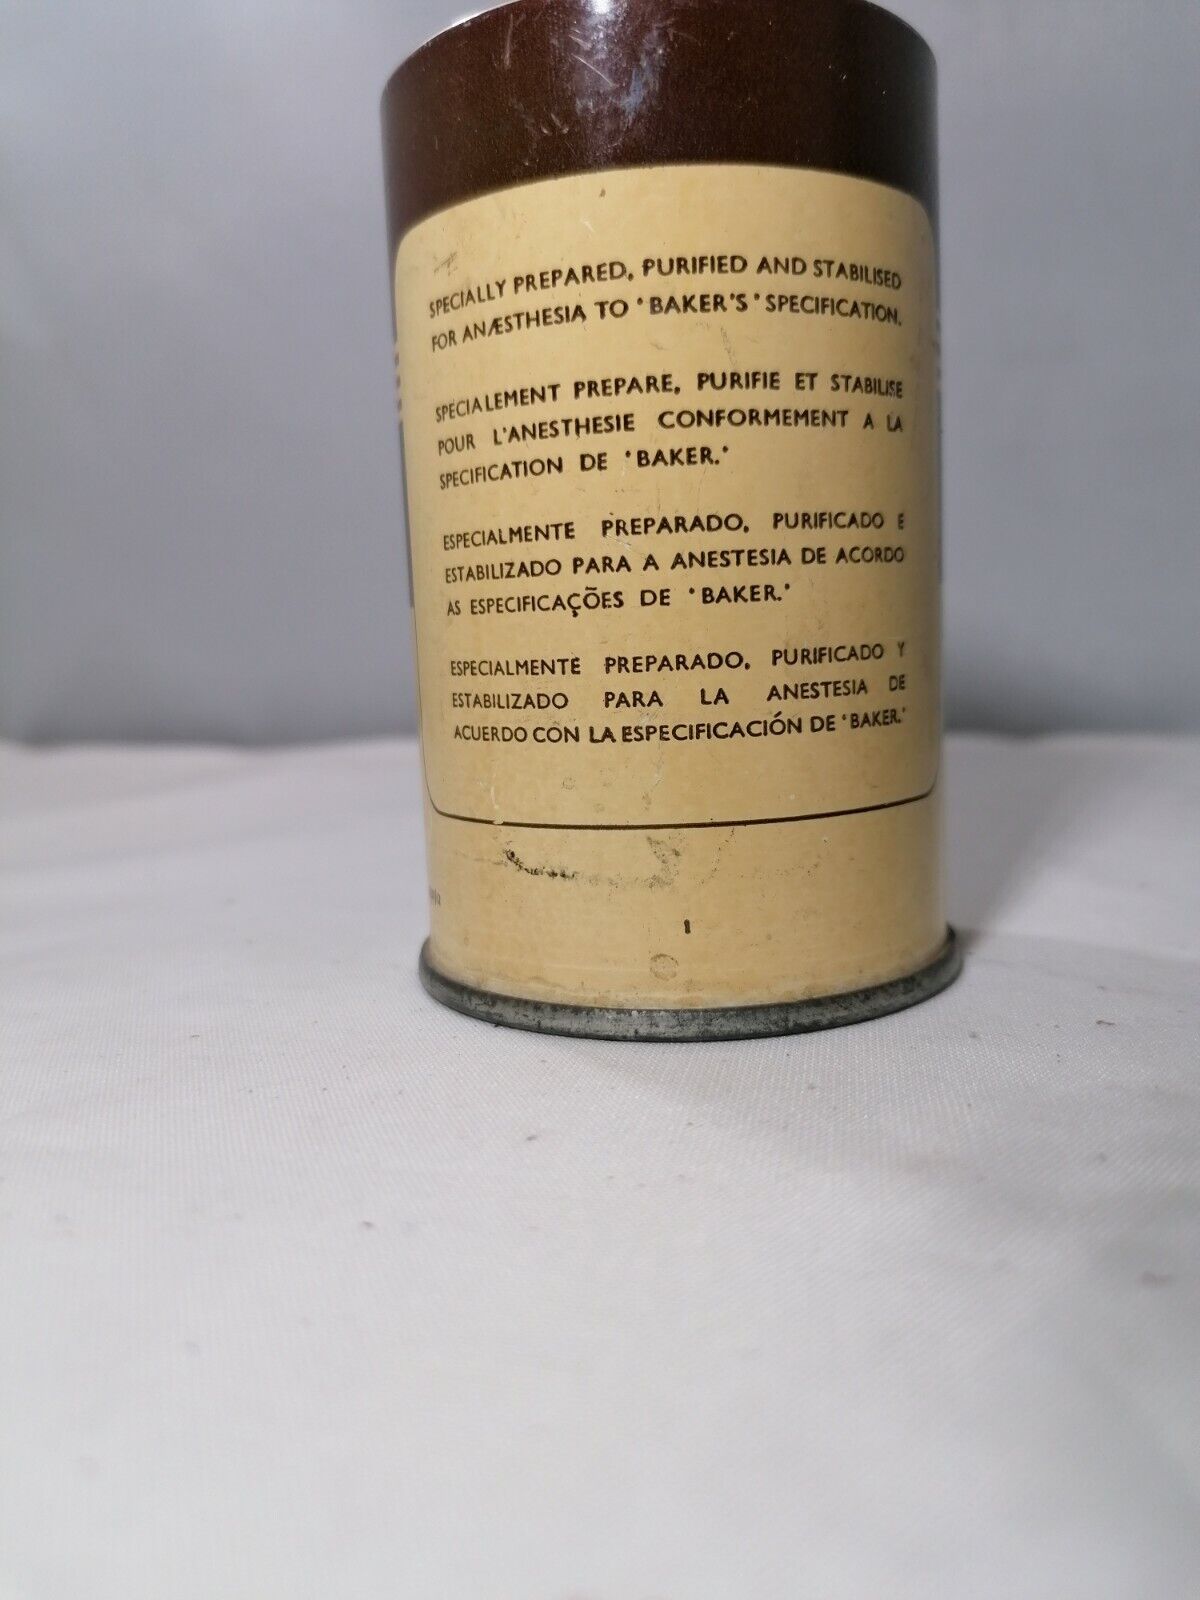 SPECIALLY PREPARED, PURIFIED AND STABILISED
FOR ANÆSTHESIA TO 'BAKER'S' SPECIFICATION.
SPECIALEMENT PREPARE, PURIFIE ET STABILISE
POUR L'ANESTHESIE CONFORMEMENT A LA
SPECIFICATION DE 'BAKER.'
ESPECIALMENTE PREPARADO, PURIFICADO E
ESTABILIZADO PARA A ANESTESIA DE ACORDO
AS ESPECIFICAÇÕES DE 'BAKER.'
ESPECIALMENTE PREPARADO, PURIFICADO Y
ESTABILIZADO PARA LA ANESTESIA DE
ACUERDO CON LA ESPECIFICACIÓN DE 'BAKER.'
1